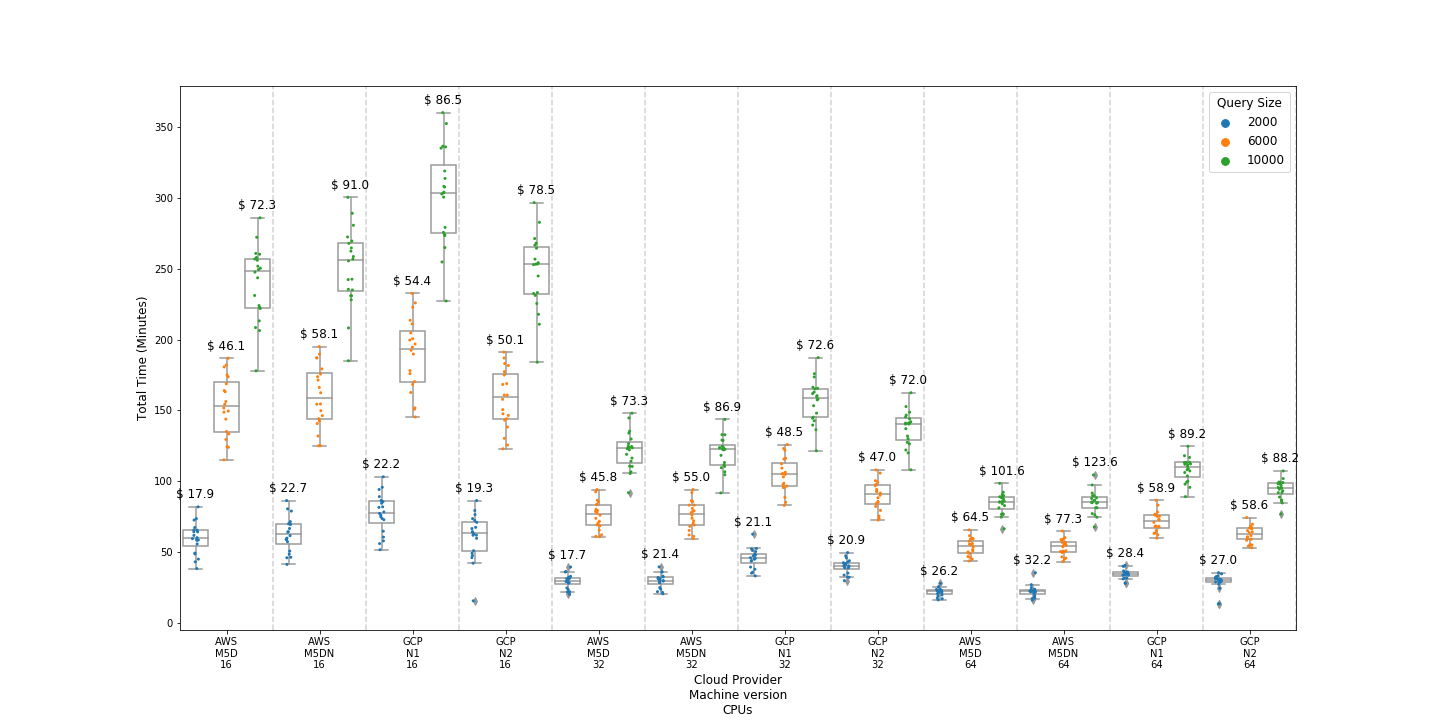 Query Size
2000
6000
10000
Total Time (Minutes)
350
300
250
200
150
100
50
0
$ 17.9
$ 46.1
$ 72.3
$ 22.7
$ 58.1
$ 91.0
$ 22.2
$ 54.4
$ 86.5
$ 19.3
$ 50.1
$ 78.5
$ 17.7
$ 45.8
$ 73.3
$ 21.4
$ 55.0
$ 86.9
$ 21.1
$ 48.5
$ 72.6
$ 20.9
$ 47.0
$ 72.0
$ 26.2
$ 64.5
$ 101.6
$ 32.2
$ 77.3
$ 123.6
$ 28.4
$ 58.9
$ 89.2
$ 27.0
$ 58.6
$ 88.2
AWS
M5D
16
AWS
M5DN
16
GCP
N1
16
GCP
N2
16
AWS
M5D
32
AWS
M5DN
32
GCP
N1
32
GCP
N2
32
AWS
M5D
64
AWS
M5DN
64
GCP
N1
64
GCP
N2
64
Cloud Provider
Machine version
CPUs